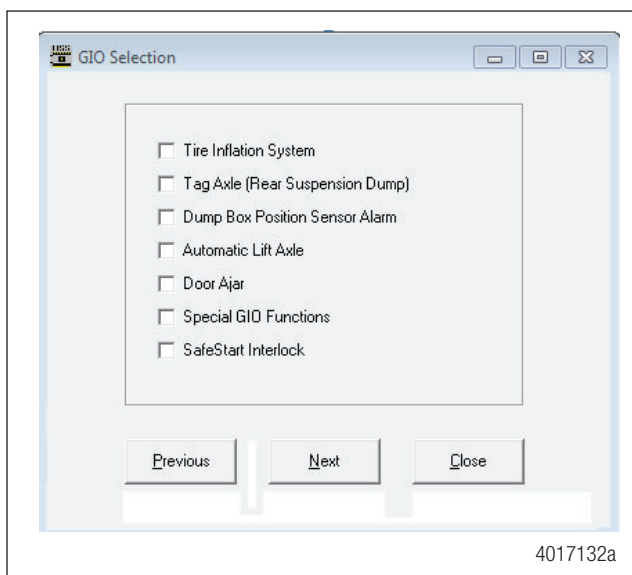 GIO Selection
Tire Inflation System
Tag Axle (Rear Suspension Dump)
Dump Box Position Sensor Alarm
Automatic Lift Axle
Door Ajar
Special GIO Functions
SafeStart Interlock
Previous Next Close
4017132a